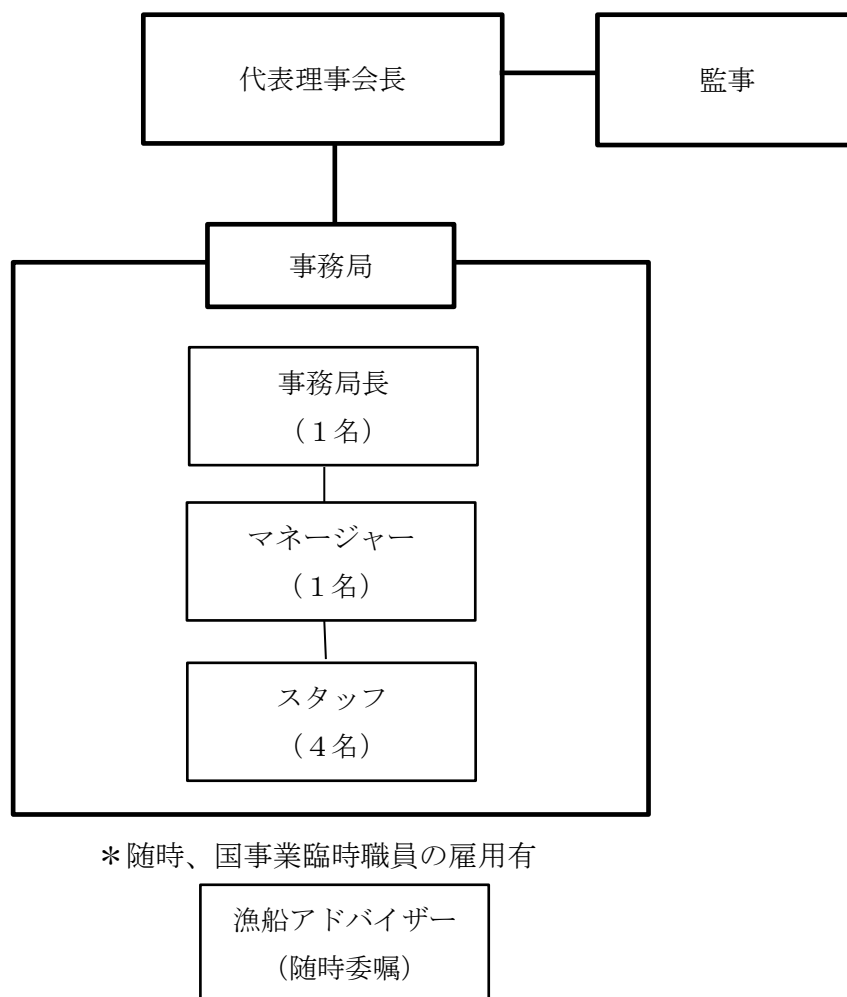 代表理事会長
監事
事務局
事務局長
（１名）
マネージャー
（１名）
スタッフ
（４名）
＊随時、国事業臨時職員の雇用有
漁船アドバイザー
（随時委嘱）